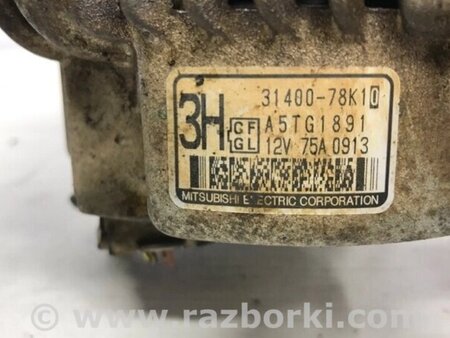 31400-78K10
3H CF A5TG1891
GL 12V 75A 0913
MITSUBISHI ELECTRIC CORPORATION
© www.razborki.com